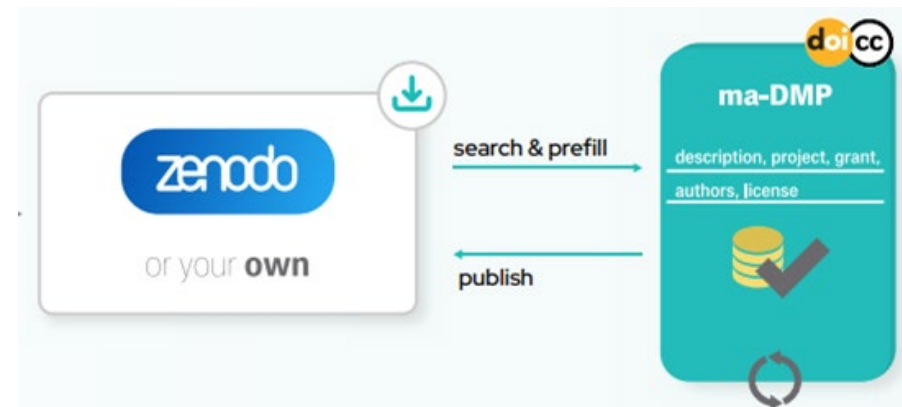 zenodo
or your own
search & prefill
publish
doi cc
ma-DMP
description, project, grant,
authors, license